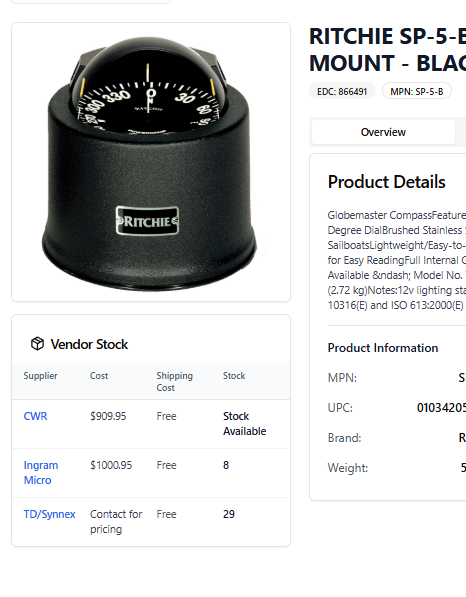 RITCHIE SP-5-B
MOUNT - BLAC
EDC: 866491
MPN: SP-5-B
Overview
330
N
30
60
300
RITCHIE
RITCHIE
Product Details
Globemaster CompassFeature
Degree DialBrushed Stainless
SailboatsLightweight/Easy-to-
for Easy ReadingFull Internal G
Available &ndash; Model No.
(2.72 kg)Notes:12v lighting sta
10316(E) and ISO 613:2000(E)
Vendor Stock
Supplier Cost Shipping Cost Stock
CWR $909.95 Free Stock Available
Ingram Micro $1000.95 Free 8
TD/Synnex Contact for pricing Free 29
Product Information
MPN: S
UPC: 01034205
Brand: R
Weight: 5